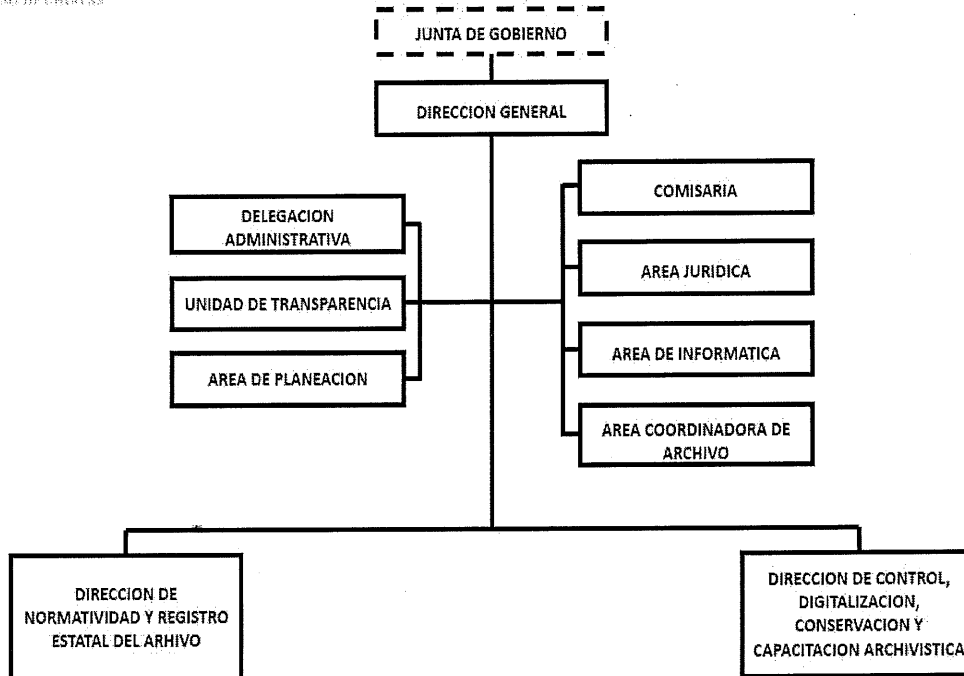 JUNTA DE GOBIERNO
DIRECCION GENERAL
DELEGACION
ADMINISTRATIVA
UNIDAD DE TRANSPARENCIA
AREA DE PLANEACION
COMISARIA
AREA JURIDICA
AREA DE INFORMATICA
AREA COORDINADORA DE
ARCHIVO
DIRECCION DE
NORMATIVIDAD Y REGISTRO
ESTATAL DEL ARHIVO
DIRECCION DE CONTROL,
DIGITALIZACION,
CONSERVACION Y
CAPACITACION ARCHIVISTICA